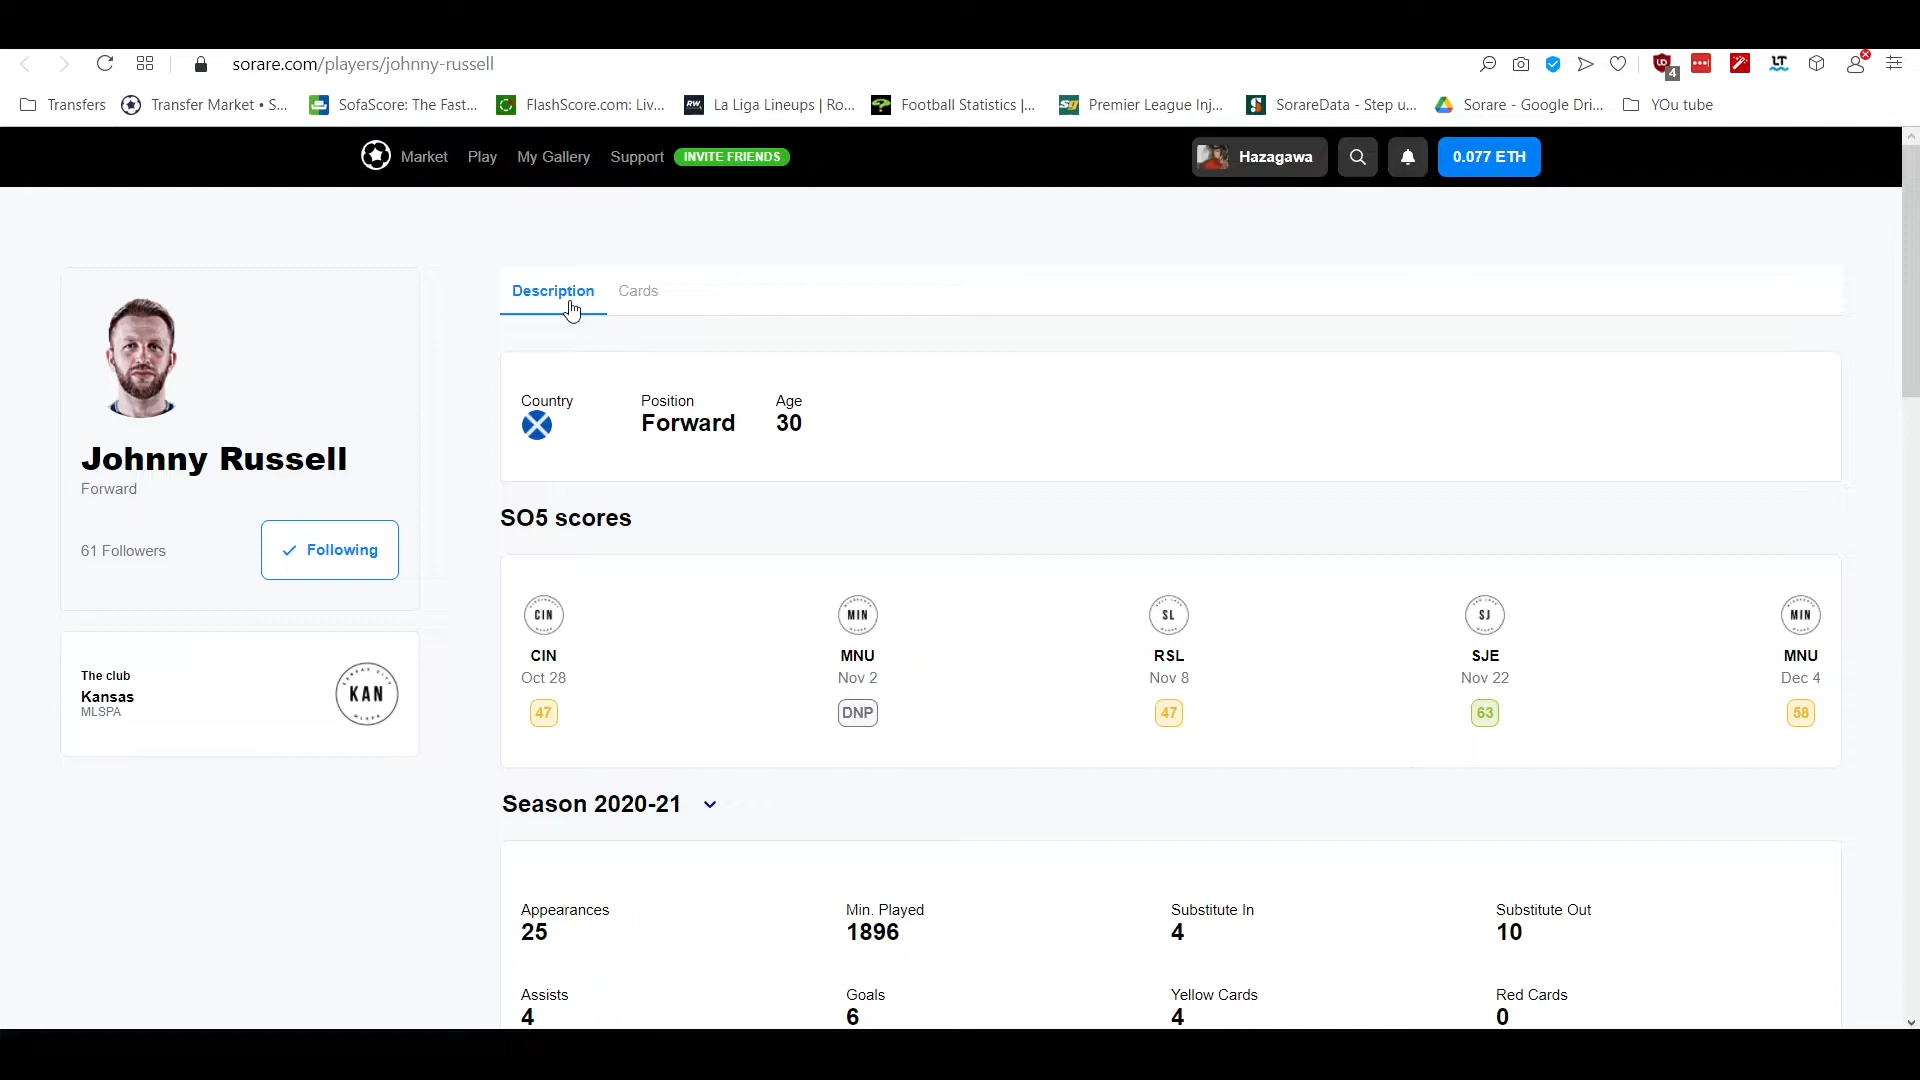 sorare.com/players/johnny-russell
4
Transfers
Transfer Market • S...
SofaScore: The Fast...
FlashScore.com: Liv...
RW
La Liga Lineups | Ro...
Football Statistics |...
Premier League Inj...
SorareData - Step u...
Sorare - Google Dri...
YOu tube
Market Play My Gallery Support INVITE FRIENDS
Hazagawa
0.077 ETH
Description Cards
Country Position Age
Forward 30
Johnny Russell
Forward
61 Followers Following
SO5 scores
CIN MIN SL SJ MIN
CIN MNU RSL SJE MNU
Oct 28 Nov 2 Nov 8 Nov 22 Dec 4
47 DNP 47 63 58
The club
Kansas
MLSPA
KAN
Season 2020-21
Appearances Min. Played Substitute In Substitute Out
25 1896 4 10
Assists Goals Yellow Cards Red Cards
4 6 4 0